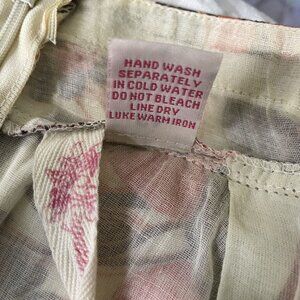 HAND WASH
SEPARATELY
IN COLD WATER
DO NOT BLEACH
LINE DRY
LUKE WARM IRON